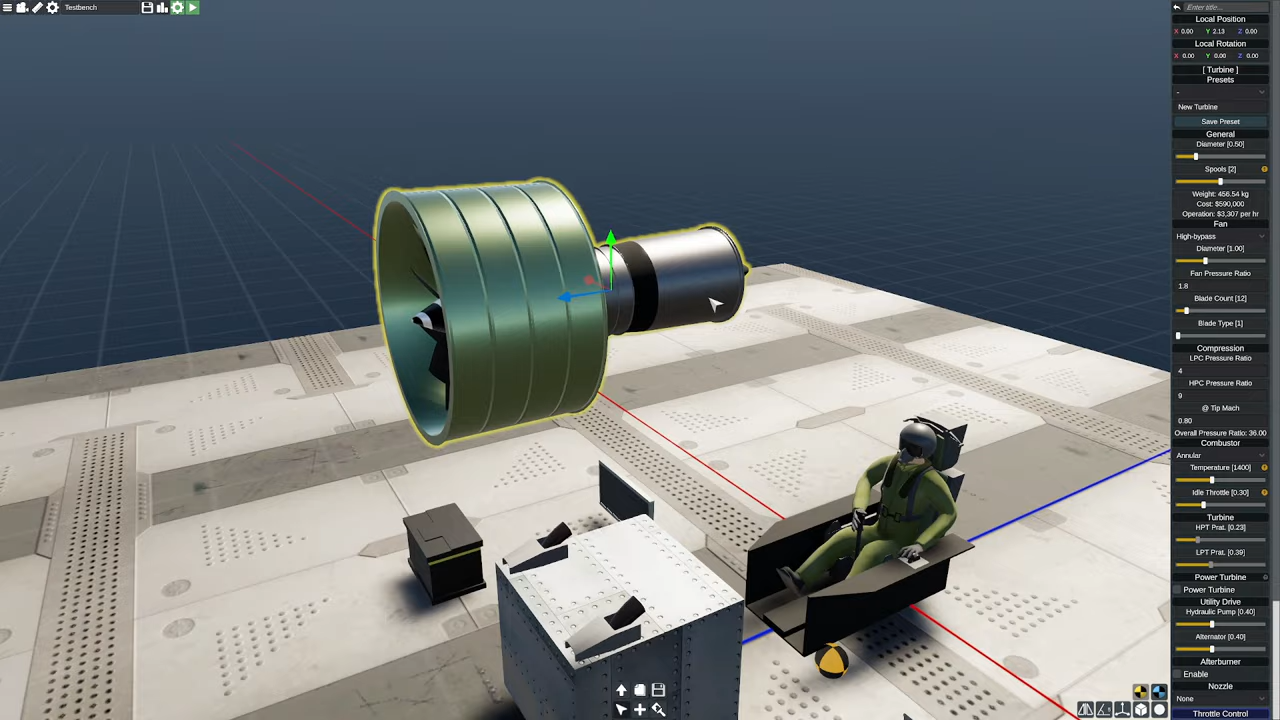 Testbench
Enter title...
Local Position
X 0.00 Y 2.13 Z 0.00
Local Rotation
X 0.00 Y 0.00 Z 0.00
[ Turbine ]
Presets
-
New Turbine
Save Preset
General
Diameter [0.50]
Spools [2]
Weight: 456.54 kg
Cost: $590,000
Operation: $3,307 per hr
Fan
High-bypass
Diameter [1.00]
Fan Pressure Ratio
1.8
Blade Count [12]
Blade Type [1]
Compression
LPC Pressure Ratio
4
HPC Pressure Ratio
9
@ Tip Mach
0.80
Overall Pressure Ratio: 36.00
Combustor
Annular
Temperature [1400]
Idle Throttle [0.30]
Turbine
HPT Prat. [0.23]
LPT Prat. [0.39]
Power Turbine
Power Turbine
Utility Drive
Hydraulic Pump [0.40]
Alternator [0.40]
Afterburner
Enable
Nozzle
None
Throttle Control